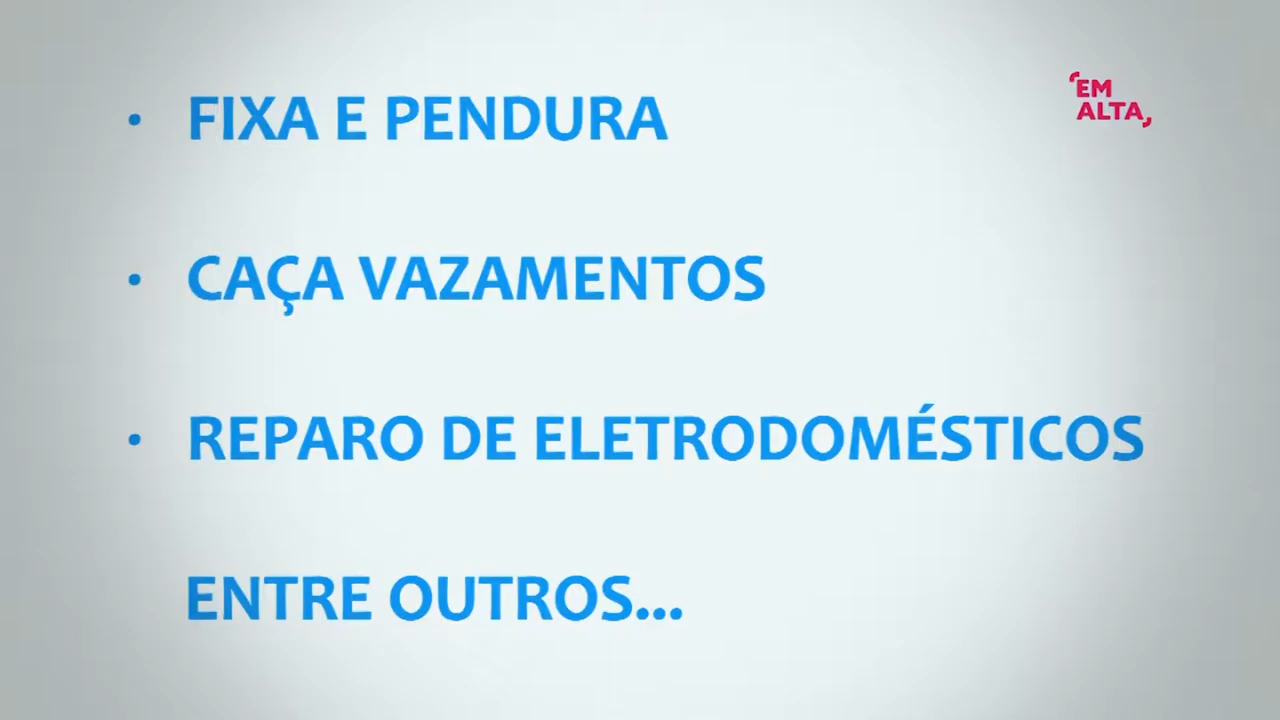 • FIXA E PENDURA
EM
ALTA
• CAÇA VAZAMENTOS
• REPARO DE ELETRODOMÉSTICOS
ENTRE OUTROS...